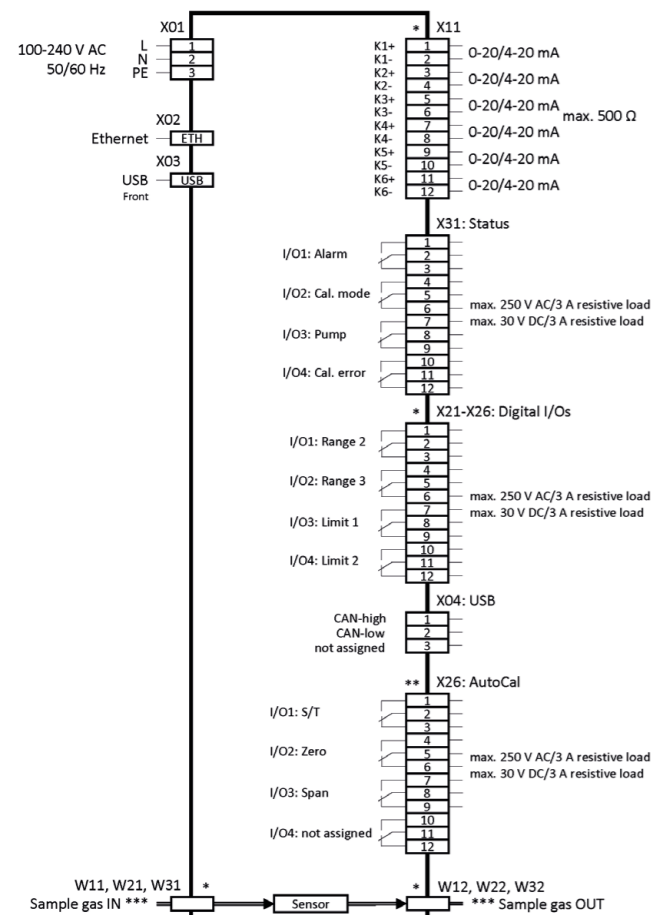 X01
100-240 V AC
50/60 Hz
L 1
N 2
PE 3
X02
Ethernet ETH
X03
USB USB
Front
* X11
K1+ 1
K1- 2
0-20/4-20 mA
K2+ 3
K2- 4
0-20/4-20 mA
K3+ 5
K3- 6
0-20/4-20 mA
max. 500 Ω
K4+ 7
K4- 8
0-20/4-20 mA
K5+ 9
K5- 10
0-20/4-20 mA
K6+ 11
K6- 12
0-20/4-20 mA
X31: Status
1
I/O1: Alarm 2
3
4
I/O2: Cal. mode 5
6 max. 250 V AC/3 A resistive load
7 max. 30 V DC/3 A resistive load
I/O3: Pump 8
9
10
I/O4: Cal. error 11
12
* X21-X26: Digital I/Os
1
I/O1: Range 2 2
3
4
I/O2: Range 3 5
6 max. 250 V AC/3 A resistive load
7 max. 30 V DC/3 A resistive load
I/O3: Limit 1 8
9
10
I/O4: Limit 2 11
12
X04: USB
CAN-high 1
CAN-low 2
not assigned 3
** X26: AutoCal
1
I/O1: S/T 2
3
4
I/O2: Zero 5
max. 250 V AC/3 A resistive load
6
max. 30 V DC/3 A resistive load
7
I/O3: Span 8
9
10
I/O4: not assigned 11
12
W11, W21, W31 *
Sample gas IN ***
Sensor
* W12, W22, W32
*** Sample gas OUT